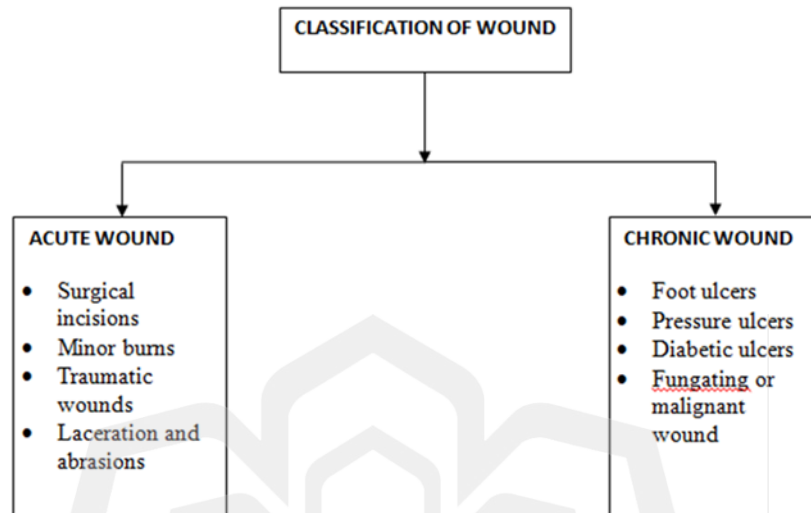 CLASSIFICATION OF WOUND
ACUTE WOUND
• Surgical
incisions
• Minor burns
• Traumatic
wounds
• Laceration and
abrasions
CHRONIC WOUND
• Foot ulcers
• Pressure ulcers
• Diabetic ulcers
• Fungating or
malignant
wound